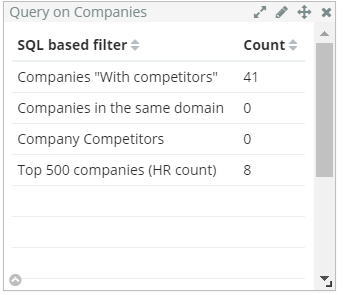 Query on Companies
SQL based filter Count
Companies "With competitors" 41
Companies in the same domain 0
Company Competitors 0
Top 500 companies (HR count) 8